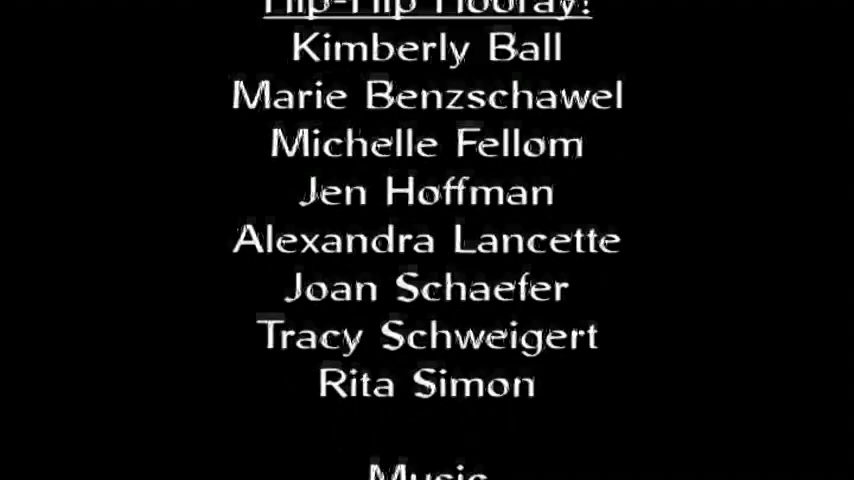 Hip-Hip Hooray!
Kimberly Ball
Marie Benzschawel
Michelle Fellom
Jen Hoffman
Alexandra Lancette
Joan Schaefer
Tracy Schweigert
Rita Simon
Music